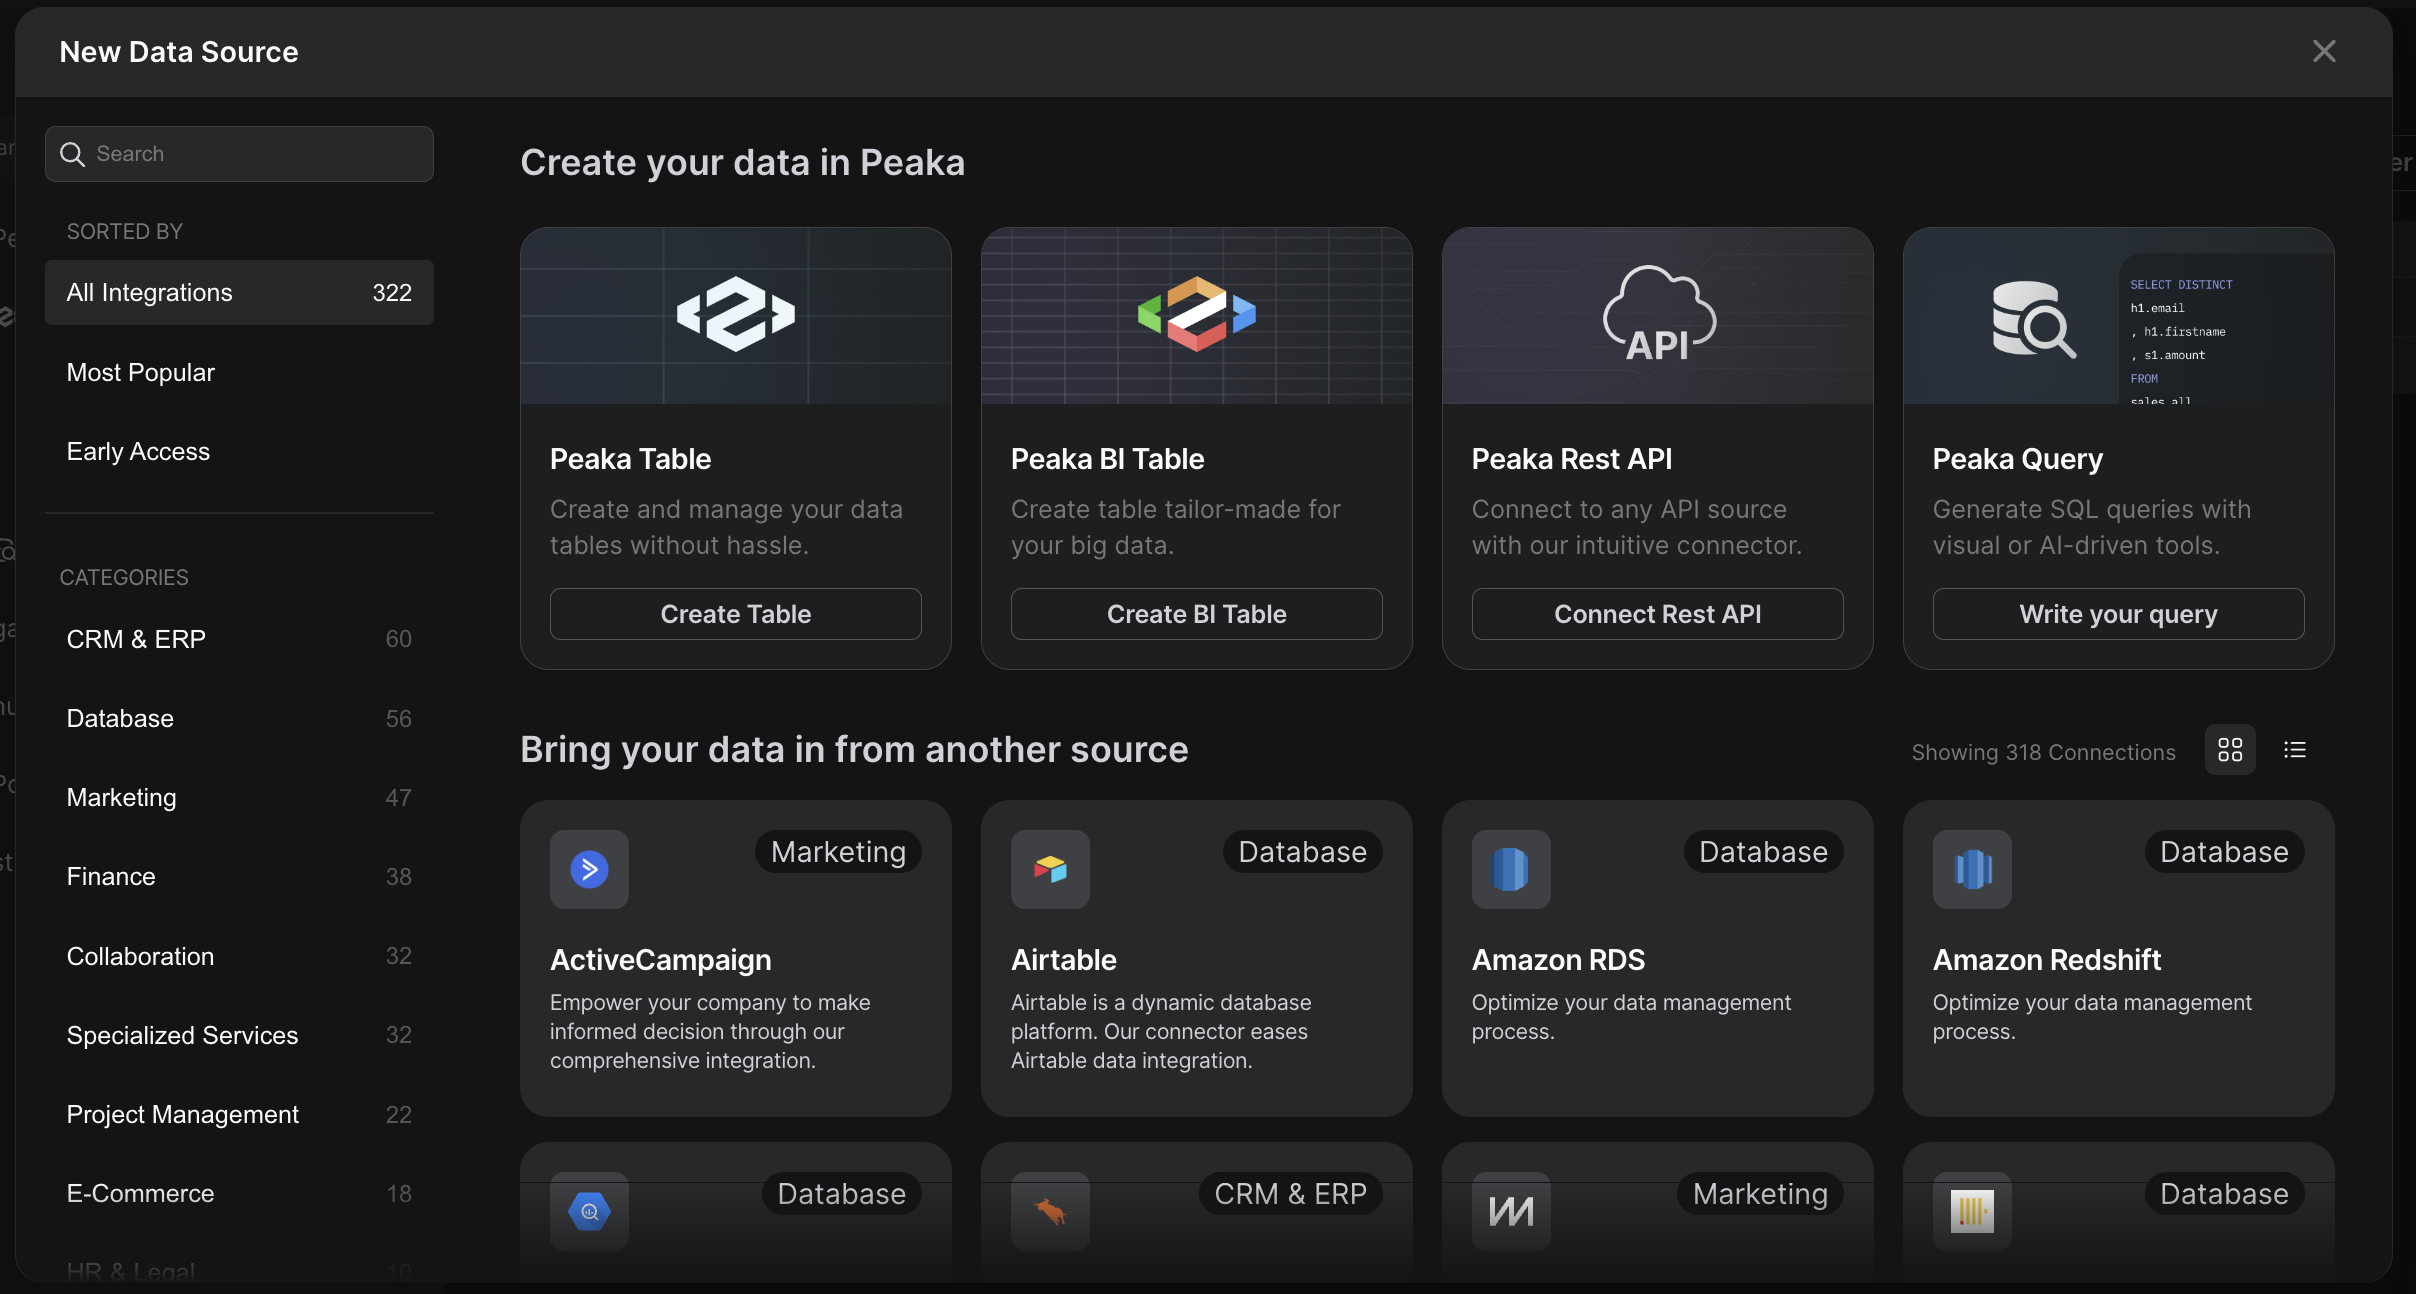 New Data Source
Search
SORTED BY
All Integrations 322
Most Popular
Early Access
CATEGORIES
CRM & ERP 60
Database 56
Marketing 47
Finance 38
Collaboration 32
Specialized Services 32
Project Management 22
E-Commerce 18
HR & Legal 10
Create your data in Peaka
API
SELECT DISTINCT
h1.email
, h1.firstname
, s1.amount
FROM
sales.all
Peaka Table
Create and manage your data
tables without hassle.
Create Table
Peaka BI Table
Create table tailor-made for
your big data.
Create BI Table
Peaka Rest API
Connect to any API source
with our intuitive connector.
Connect Rest API
Peaka Query
Generate SQL queries with
visual or AI-driven tools.
Write your query
Bring your data in from another source
Showing 318 Connections
Marketing
ActiveCampaign
Empower your company to make
informed decision through our
comprehensive integration.
Database
Airtable
Airtable is a dynamic database
platform. Our connector eases
Airtable data integration.
Database
Amazon RDS
Optimize your data management
process.
Database
Amazon Redshift
Optimize your data management
process.
Database
CRM & ERP
Marketing
Database